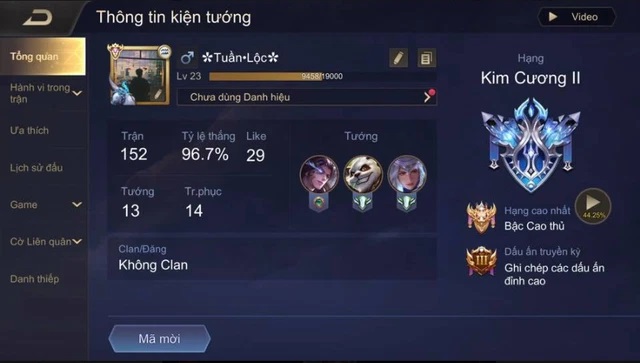 Thông tin kiện tướng
Video
Tổng quan
Hành vi trong trận
Ưa thích
Lịch sử đấu
Game
Cờ Liên quân
Danh thiếp
✲Tuần•Lộc✲
Lv 23
9458/19000
Chưa dùng Danh hiệu
Trận
Tỷ lệ thắng
Like
152
96.7%
29
Tướng
Tr.phục
13
14
Tướng
Clan/Đảng
Không Clan
Mã mời
Hạng
Kim Cương II
Hạng cao nhất
Bậc Cao thủ
44.25%
III
Dấu ấn truyền kỳ
Ghi chép các dấu ấn
đỉnh cao